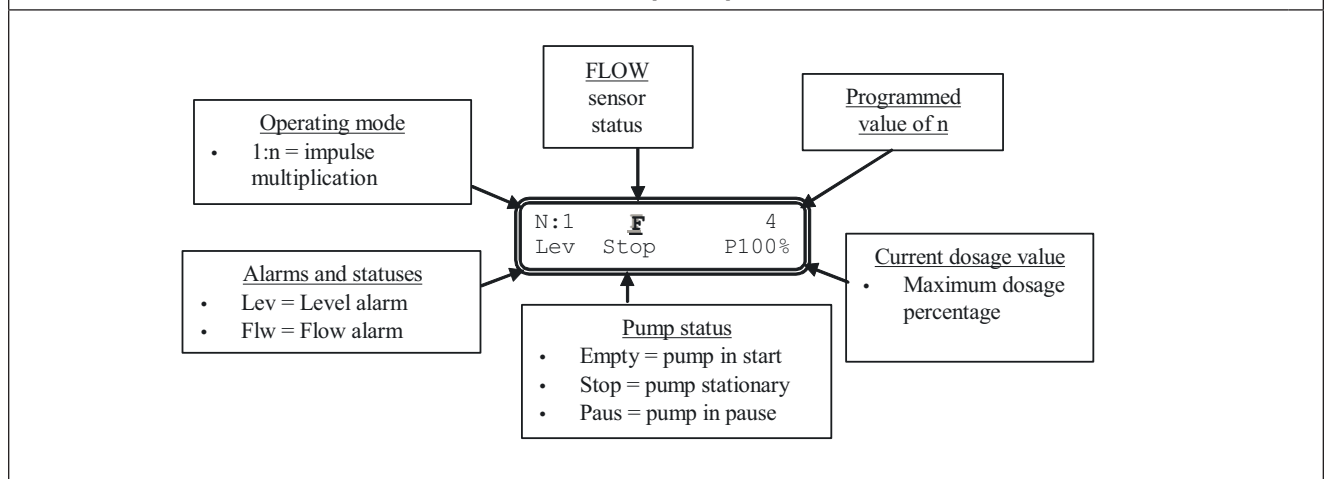 FLOW
sensor
status
Programmed
value of n
Operating mode
• 1:n = impulse
multiplication
N:1 F 4
Lev Stop P100%
Alarms and statuses
• Lev = Level alarm
• Flw = Flow alarm
Current dosage value
• Maximum dosage
percentage
Pump status
• Empty = pump in start
• Stop = pump stationary
• Paus = pump in pause